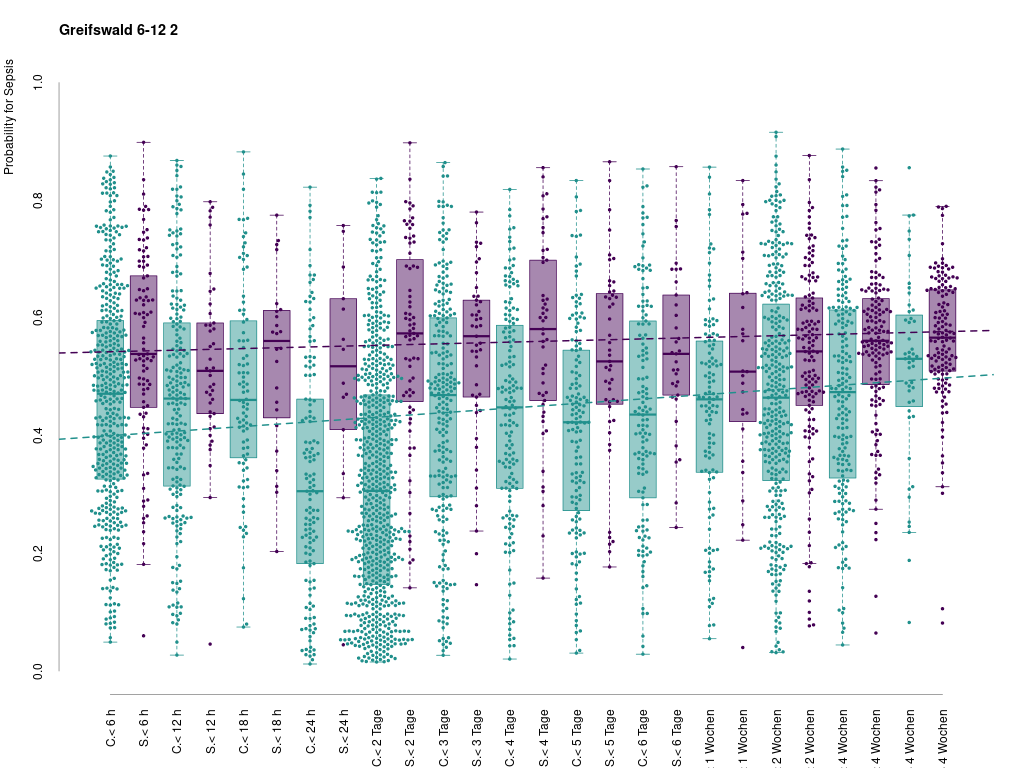 Greifswald 6-12 2
Probability for Sepsis
1.0
0.8
0.6
0.4
0.2
0.0
C.< 6 h
S.< 6 h
C.< 12 h
S.< 12 h
C.< 18 h
S.< 18 h
C.< 24 h
S.< 24 h
C.< 2 Tage
S.< 2 Tage
C.< 3 Tage
S.< 3 Tage
C.< 4 Tage
S.< 4 Tage
C.< 5 Tage
S.< 5 Tage
C.< 6 Tage
S.< 6 Tage
1 Wochen
1 Wochen
2 Wochen
2 Wochen
4 Wochen
4 Wochen
4 Wochen
4 Wochen